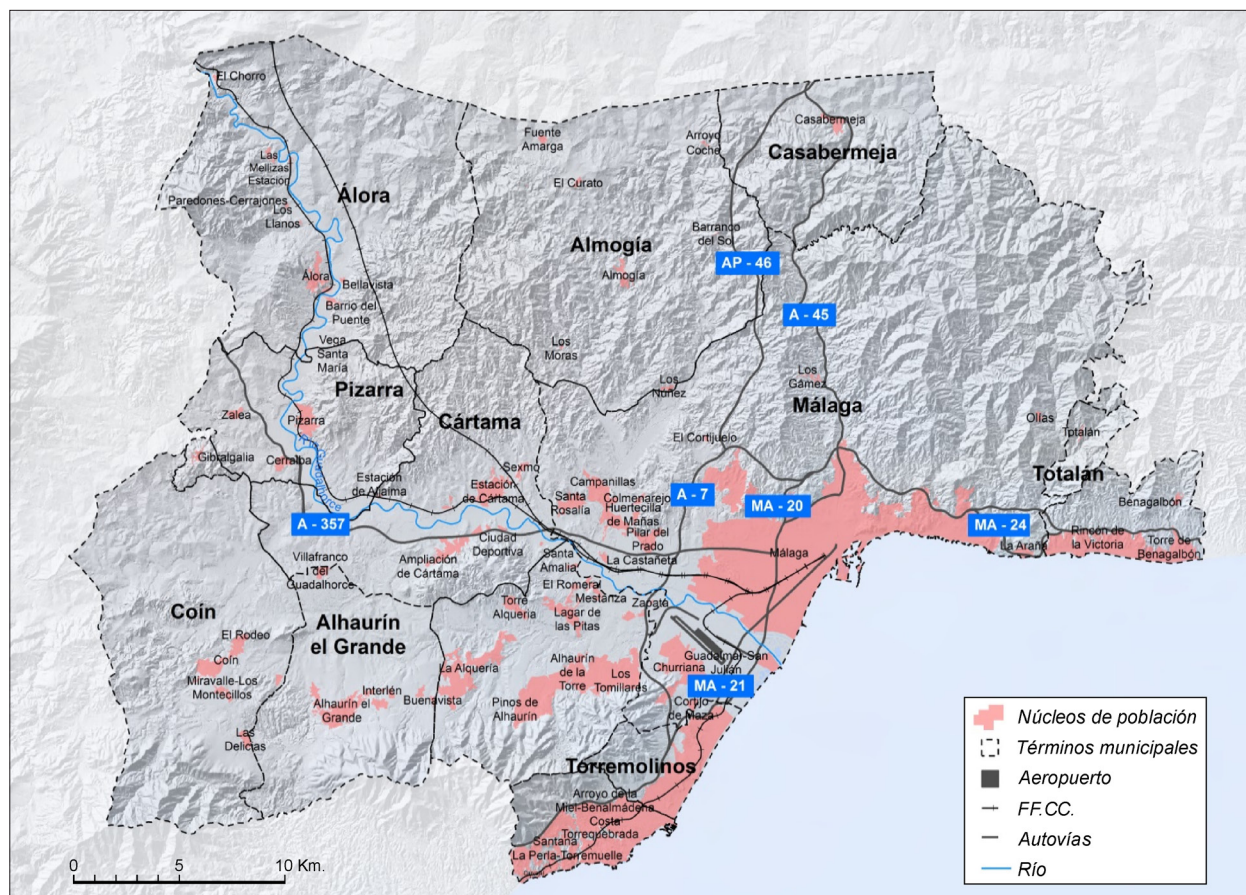 El Chorro
Casabermeja
Fuente
Amarga
Arroyo
Coche
Casabermeja
Las
Mellizas
Estación
El Curato
Álora
Paredones-Cerrajones
Los
Llanos
Almogía
Barranco
del Sol
AP - 46
Álora
Bellavista
Almogía
Barrio del
Puente
A - 45
Vega
Santa
María
Los
Moras
Pizarra
Los
Núñez
Los
Gámez
Málaga
Zalea
Pizarra
Cártama
Olías
Totalán
El Cortijuelo
Gibralgalia
Cerralba
Río Guadalhorce
Estación
de Aljaima
Sexmo
Estación
de Cártama
Campanillas
Santa
Rosalía
Colmenarejo
Huertecilla
de Mañas
Pilar del
Prado
A - 7
MA - 20
Totalán
Benagalbón
A - 357
Ciudad
Deportiva
MA - 24
La Araña
Rincón de
la Victoria
Torre de
Benagalbón
Villafranco
del
Guadalhorce
Ampliación
de Cártama
Santa
Amalia
La Castañeta
Málaga
El Romeral
Mestanza
Zapata
Coín
Alhaurín
el Grande
Torre
Alquería
Lagar de
las Pitas
El Rodeo
Coín
Miravalle-Los
Montecillos
La Alquería
Alhaurín
de la
Torre
Los
Tomillares
Churriana
Guadalmar-San
Julián
MA - 21
Interlén
Alhaurín el
Grande
Buenavista
Pinos de
Alhaurín
Cortijo
de Maza
Las
Delicias
Torremolinos
Arroyo de la
Miel-Benalmádena
Costa
Torrequebrada
Santana
La Perla-Torremuelle
0 5 10 Km.
Núcleos de población
Términos municipales
Aeropuerto
FF.CC.
Autovías
Río